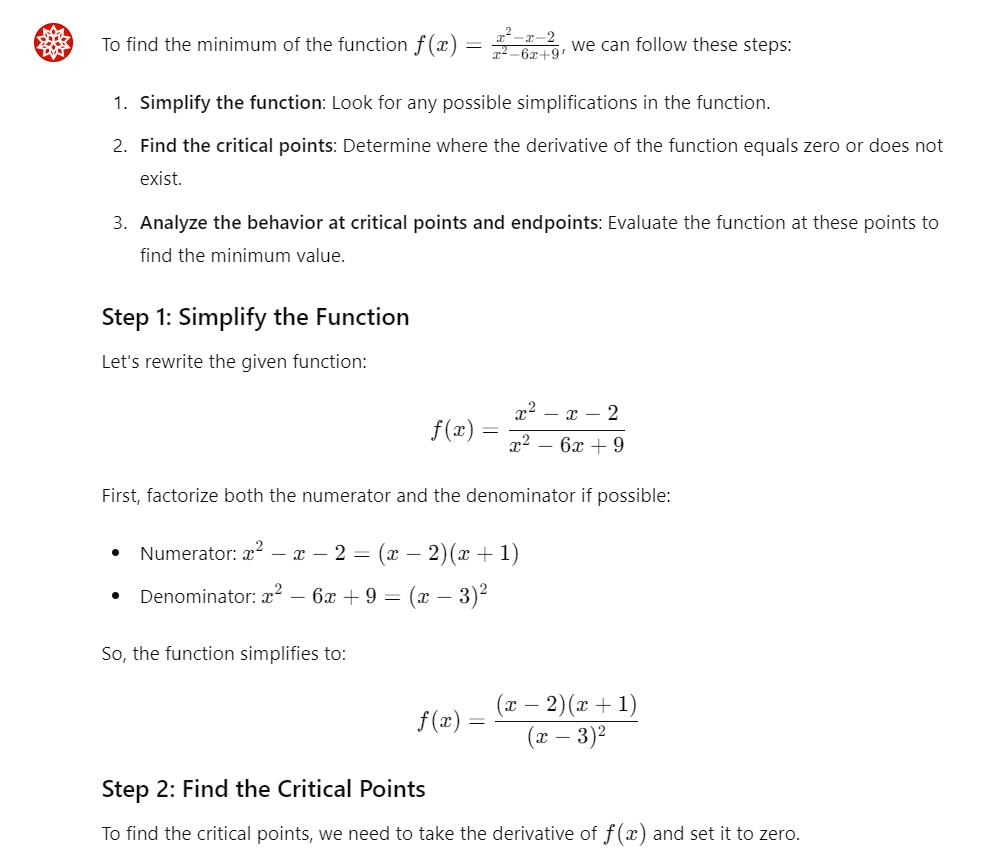 To find the minimum of the function f(x) = \frac{x^2-x-2}{x^2-6x+9}, we can follow these steps:
1. Simplify the function: Look for any possible simplifications in the function.
2. Find the critical points: Determine where the derivative of the function equals zero or does not
exist.
3. Analyze the behavior at critical points and endpoints: Evaluate the function at these points to
find the minimum value.
Step 1: Simplify the Function
Let's rewrite the given function:
f(x) = \frac{x^2 - x - 2}{x^2 - 6x + 9}
First, factorize both the numerator and the denominator if possible:
• Numerator: x^2 - x - 2 = (x - 2)(x + 1)
• Denominator: x^2 - 6x + 9 = (x - 3)^2
So, the function simplifies to:
f(x) = \frac{(x - 2)(x + 1)}{(x - 3)^2}
Step 2: Find the Critical Points
To find the critical points, we need to take the derivative of f(x) and set it to zero.